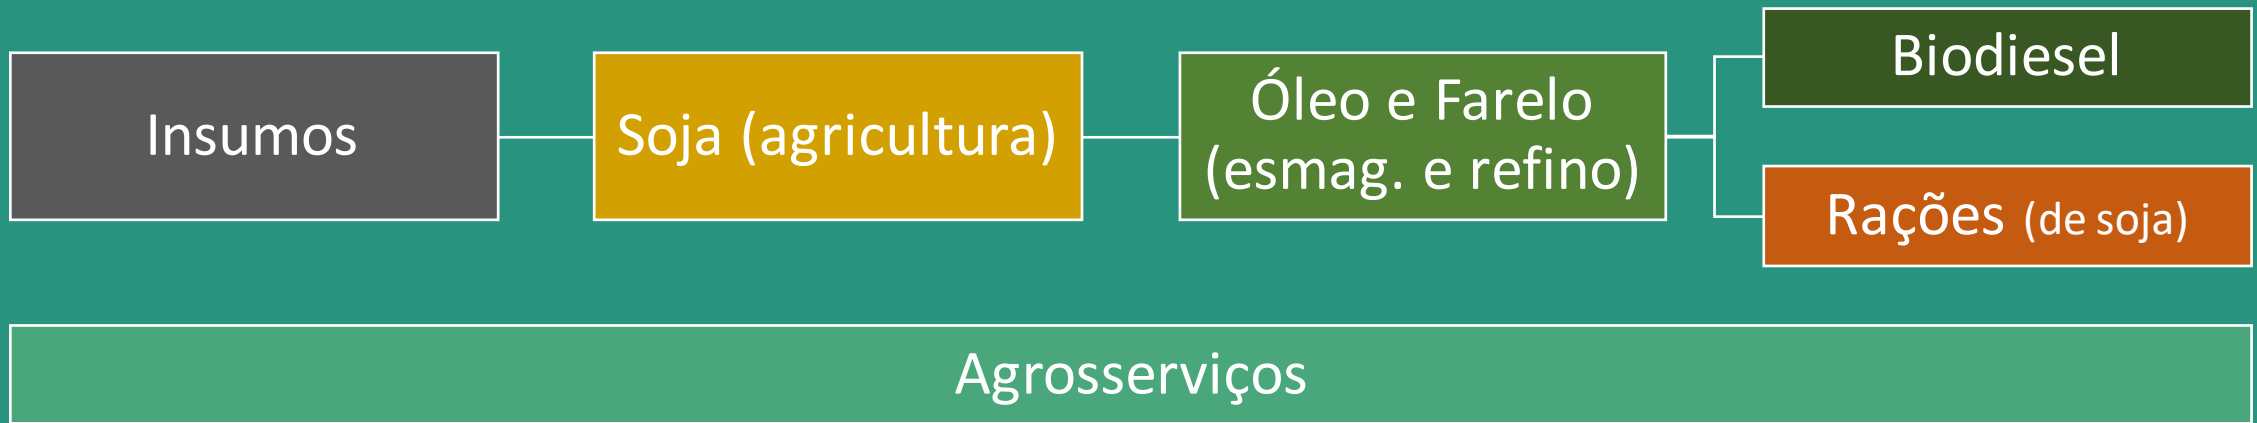 Insumos
Soja (agricultura)
Óleo e Farelo
(esmag. e refino)
Biodiesel
Rações (de soja)
Agrosserviços